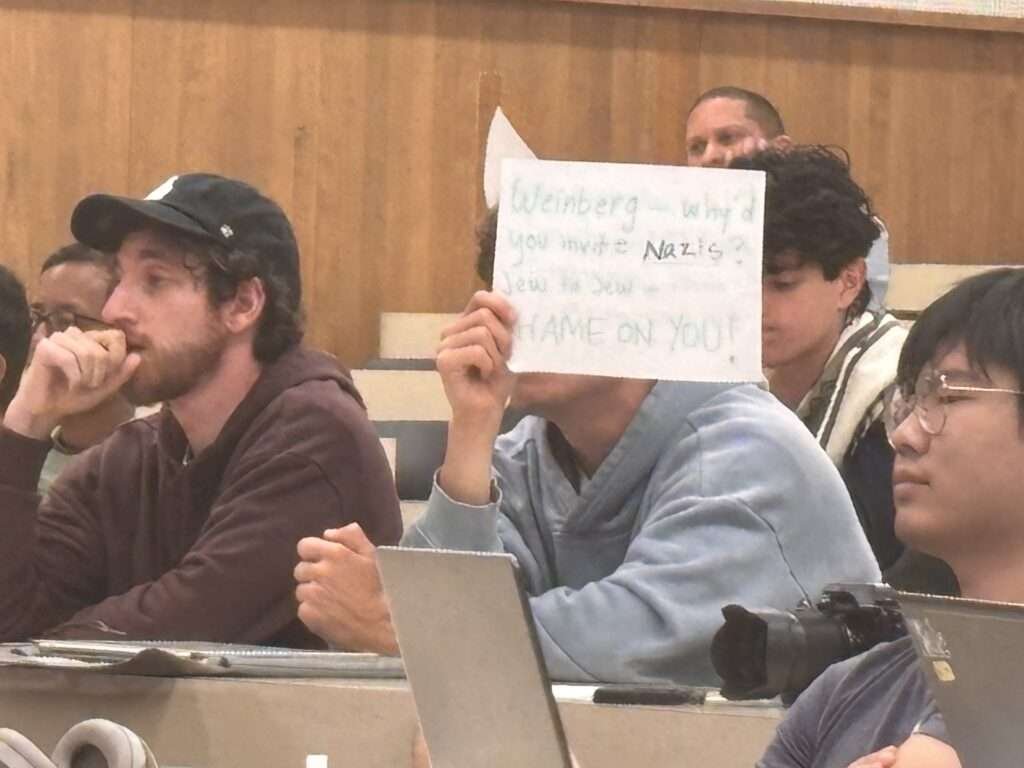 Weinberg – why'd
you invite Nazis?
Jew to Jew –
HAME ON YOU!